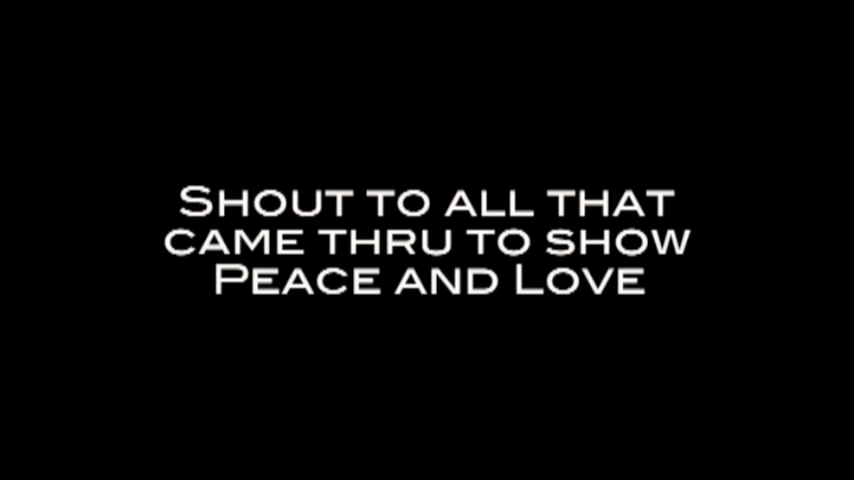 Shout to all that
came thru to show
Peace and Love